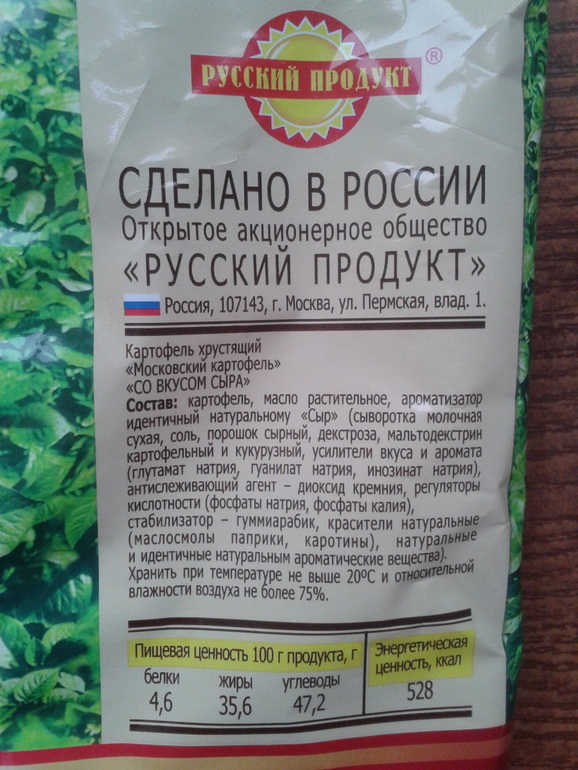 РУССКИЙ ПРОДУКТ ®
СДЕЛАНО В РОССИИ
Открытое акционерное общество
«РУССКИЙ ПРОДУКТ»
Россия, 107143, г. Москва, ул. Пермская, влад. 1.
Картофель хрустящий
«Московский картофель»
«СО ВКУСОМ СЫРА»
Состав: картофель, масло растительное, ароматизатор
идентичный натуральному «Сыр» (сыворотка молочная
сухая, соль, порошок сырный, декстроза, мальтодекстрин
картофельный и кукурузный, усилители вкуса и аромата
(глутамат натрия, гуанилат натрия, инозинат натрия),
антислеживающий агент – диоксид кремния, регуляторы
кислотности (фосфаты натрия, фосфаты калия),
стабилизатор – гуммиарабик, красители натуральные
(маслосмолы паприки, каротины), натуральные
и идентичные натуральным ароматические вещества).
Хранить при температуре не выше 20ºС и относительной
влажности воздуха не более 75%.
Пищевая ценность 100 г продукта, г
белки жиры углеводы
4,6 35,6 47,2
Энергетическая
ценность, ккал
528